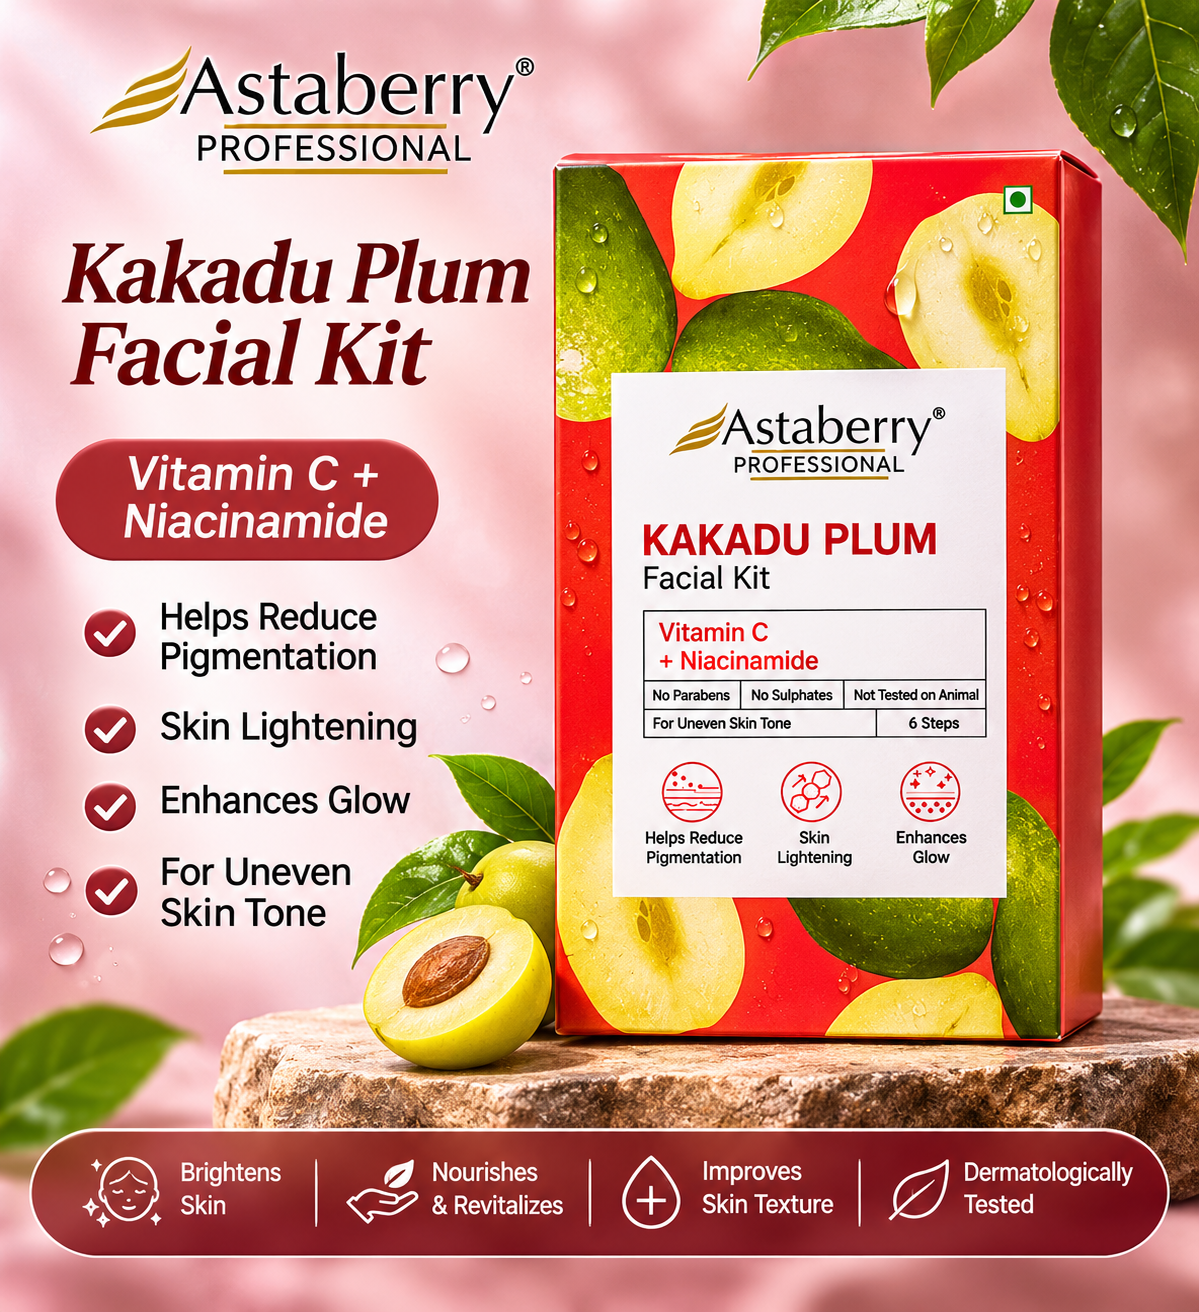 Astaberry®
PROFESSIONAL
Kakadu Plum
Facial Kit
Vitamin C +
Niacinamide
Helps Reduce
Pigmentation
Skin Lightening
Enhances Glow
For Uneven
Skin Tone
Astaberry®
PROFESSIONAL
KAKADU PLUM
Facial Kit
Vitamin C
+ Niacinamide
No Parabens
No Sulphates
Not Tested on Animal
For Uneven Skin Tone
6 Steps
Helps Reduce
Pigmentation
Skin
Lightening
Enhances
Glow
Brightens
Skin
Nourishes
& Revitalizes
Improves
Skin Texture
Dermatologically
Tested